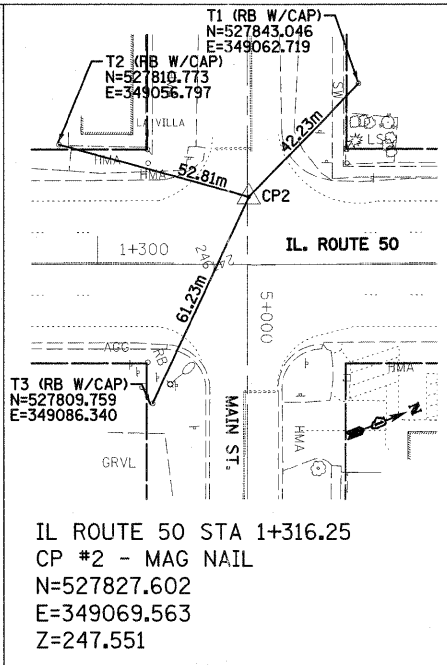 T1 (RB W/CAP)
N=527843.046
E=349062.719
T2 (RB W/CAP)
N=527810.773
E=349056.797
LA VILLA
SW
LS
HMA
HMA
52.81m
42.23m
CP2
1+300
246
IL. ROUTE 50
61.23m
5+000
AGG
RB
HMA
T3 (RB W/CAP)
N=527809.759
E=349086.340
MAIN ST.
HMA
N
GRVL
IL ROUTE 50 STA 1+316.25
CP #2 - MAG NAIL
N=527827.602
E=349069.563
Z=247.551